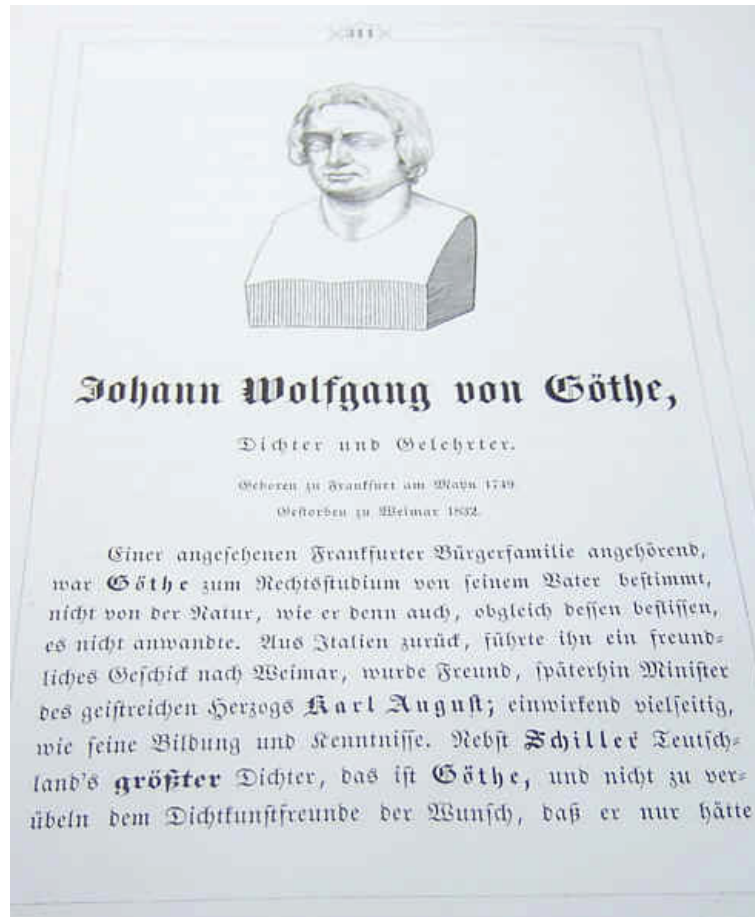 311
Johann Wolfgang von Göthe,
Dichter und Gelehrter.
Geboren zu Frankfurt am Mayn 1749
Gestorben zu Weimar 1832.
Einer angesehenen Frankfurter Bürgerfamilie angehörend,
war Göthe zum Rechtsstudium von seinem Vater bestimmt,
nicht von der Natur, wie er denn auch, obgleich dessen beflissen,
es nicht anwandte. Aus Italien zurück, führte ihn ein freund-
liches Geschick nach Weimar, wurde Freund, späterhin Minister
des geistreichen Herzogs Karl August; einwirkend vielseitig,
wie seine Bildung und Kenntnisse. Nebst Schiller Teutsch-
land's größter Dichter, das ist Göthe, und nicht zu ver-
übeln dem Dichtkunstfreunde der Wunsch, daß er nur hätte